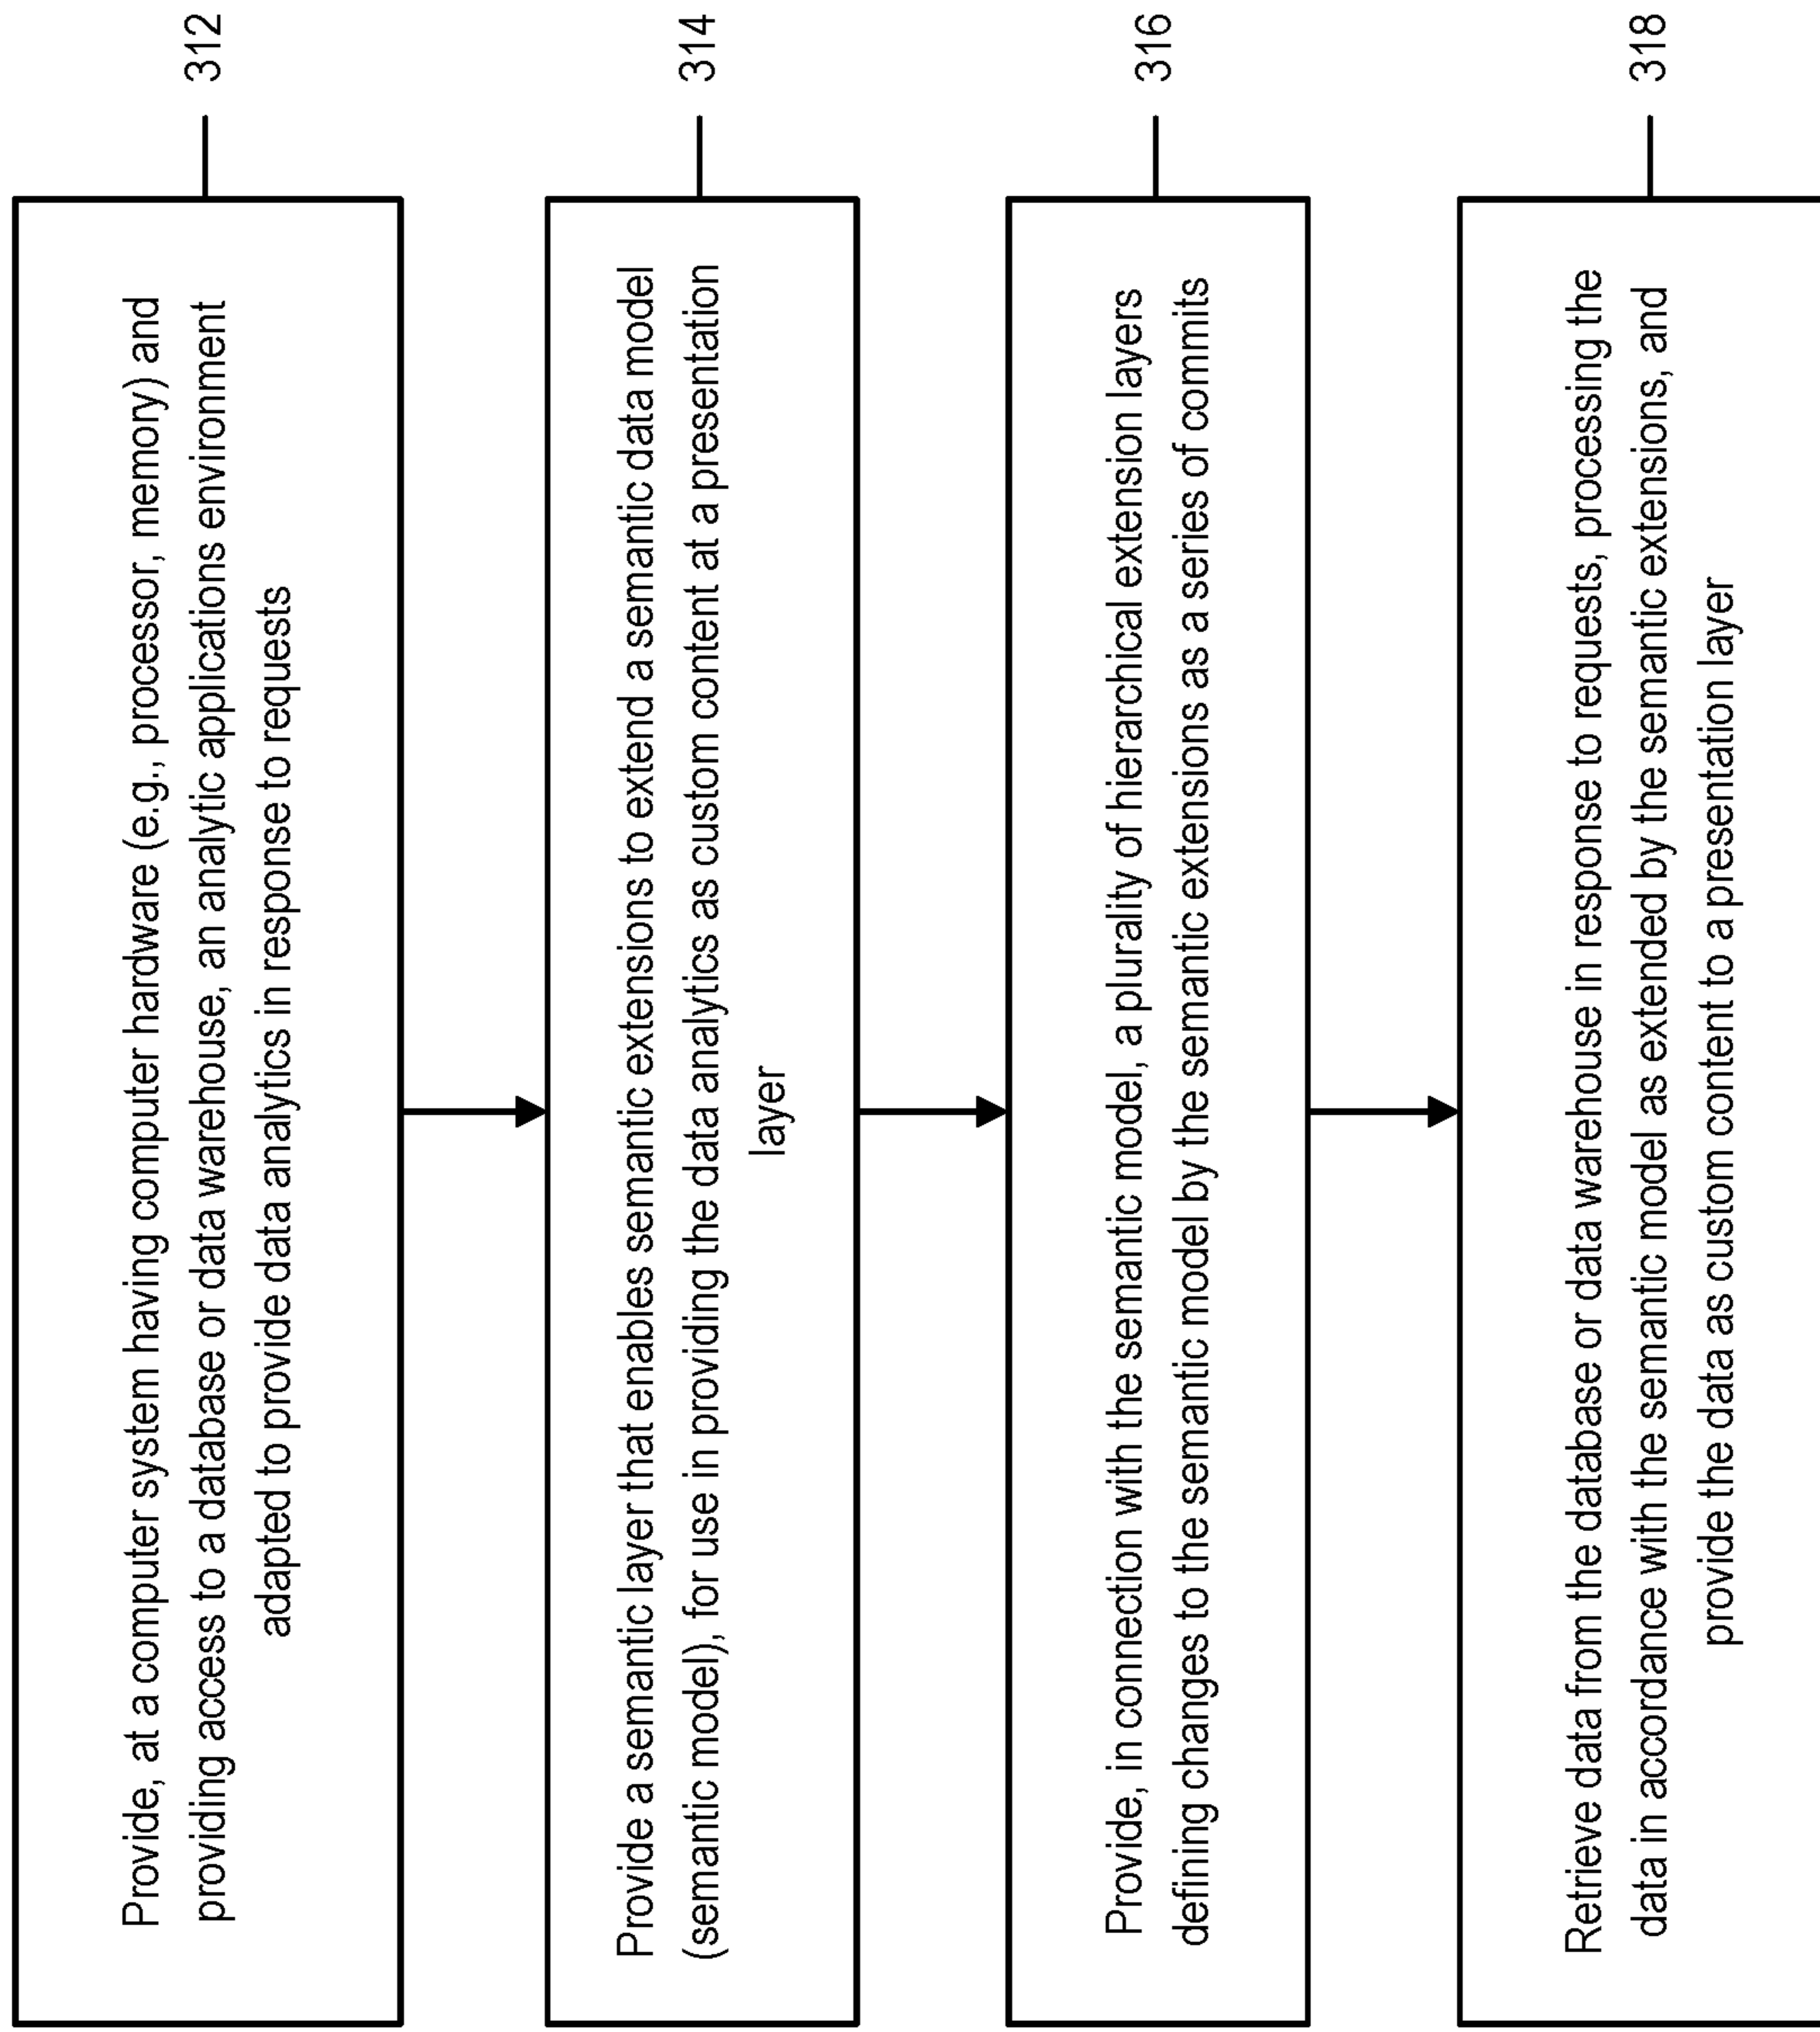 Provide, at a computer system having computer hardware (e.g., processor, memory) and
providing access to a database or data warehouse, an analytic applications environment
adapted to provide data analytics in response to requests
312
Provide a semantic layer that enables semantic extensions to extend a semantic data model
(semantic model), for use in providing the data analytics as custom content at a presentation
layer
314
Provide, in connection with the semantic model, a plurality of hierarchical extension layers
defining changes to the semantic model by the semantic extensions as a series of commits
316
Retrieve data from the database or data warehouse in response to requests, processing the
data in accordance with the semantic model as extended by the semantic extensions, and
provide the data as custom content to a presentation layer
318